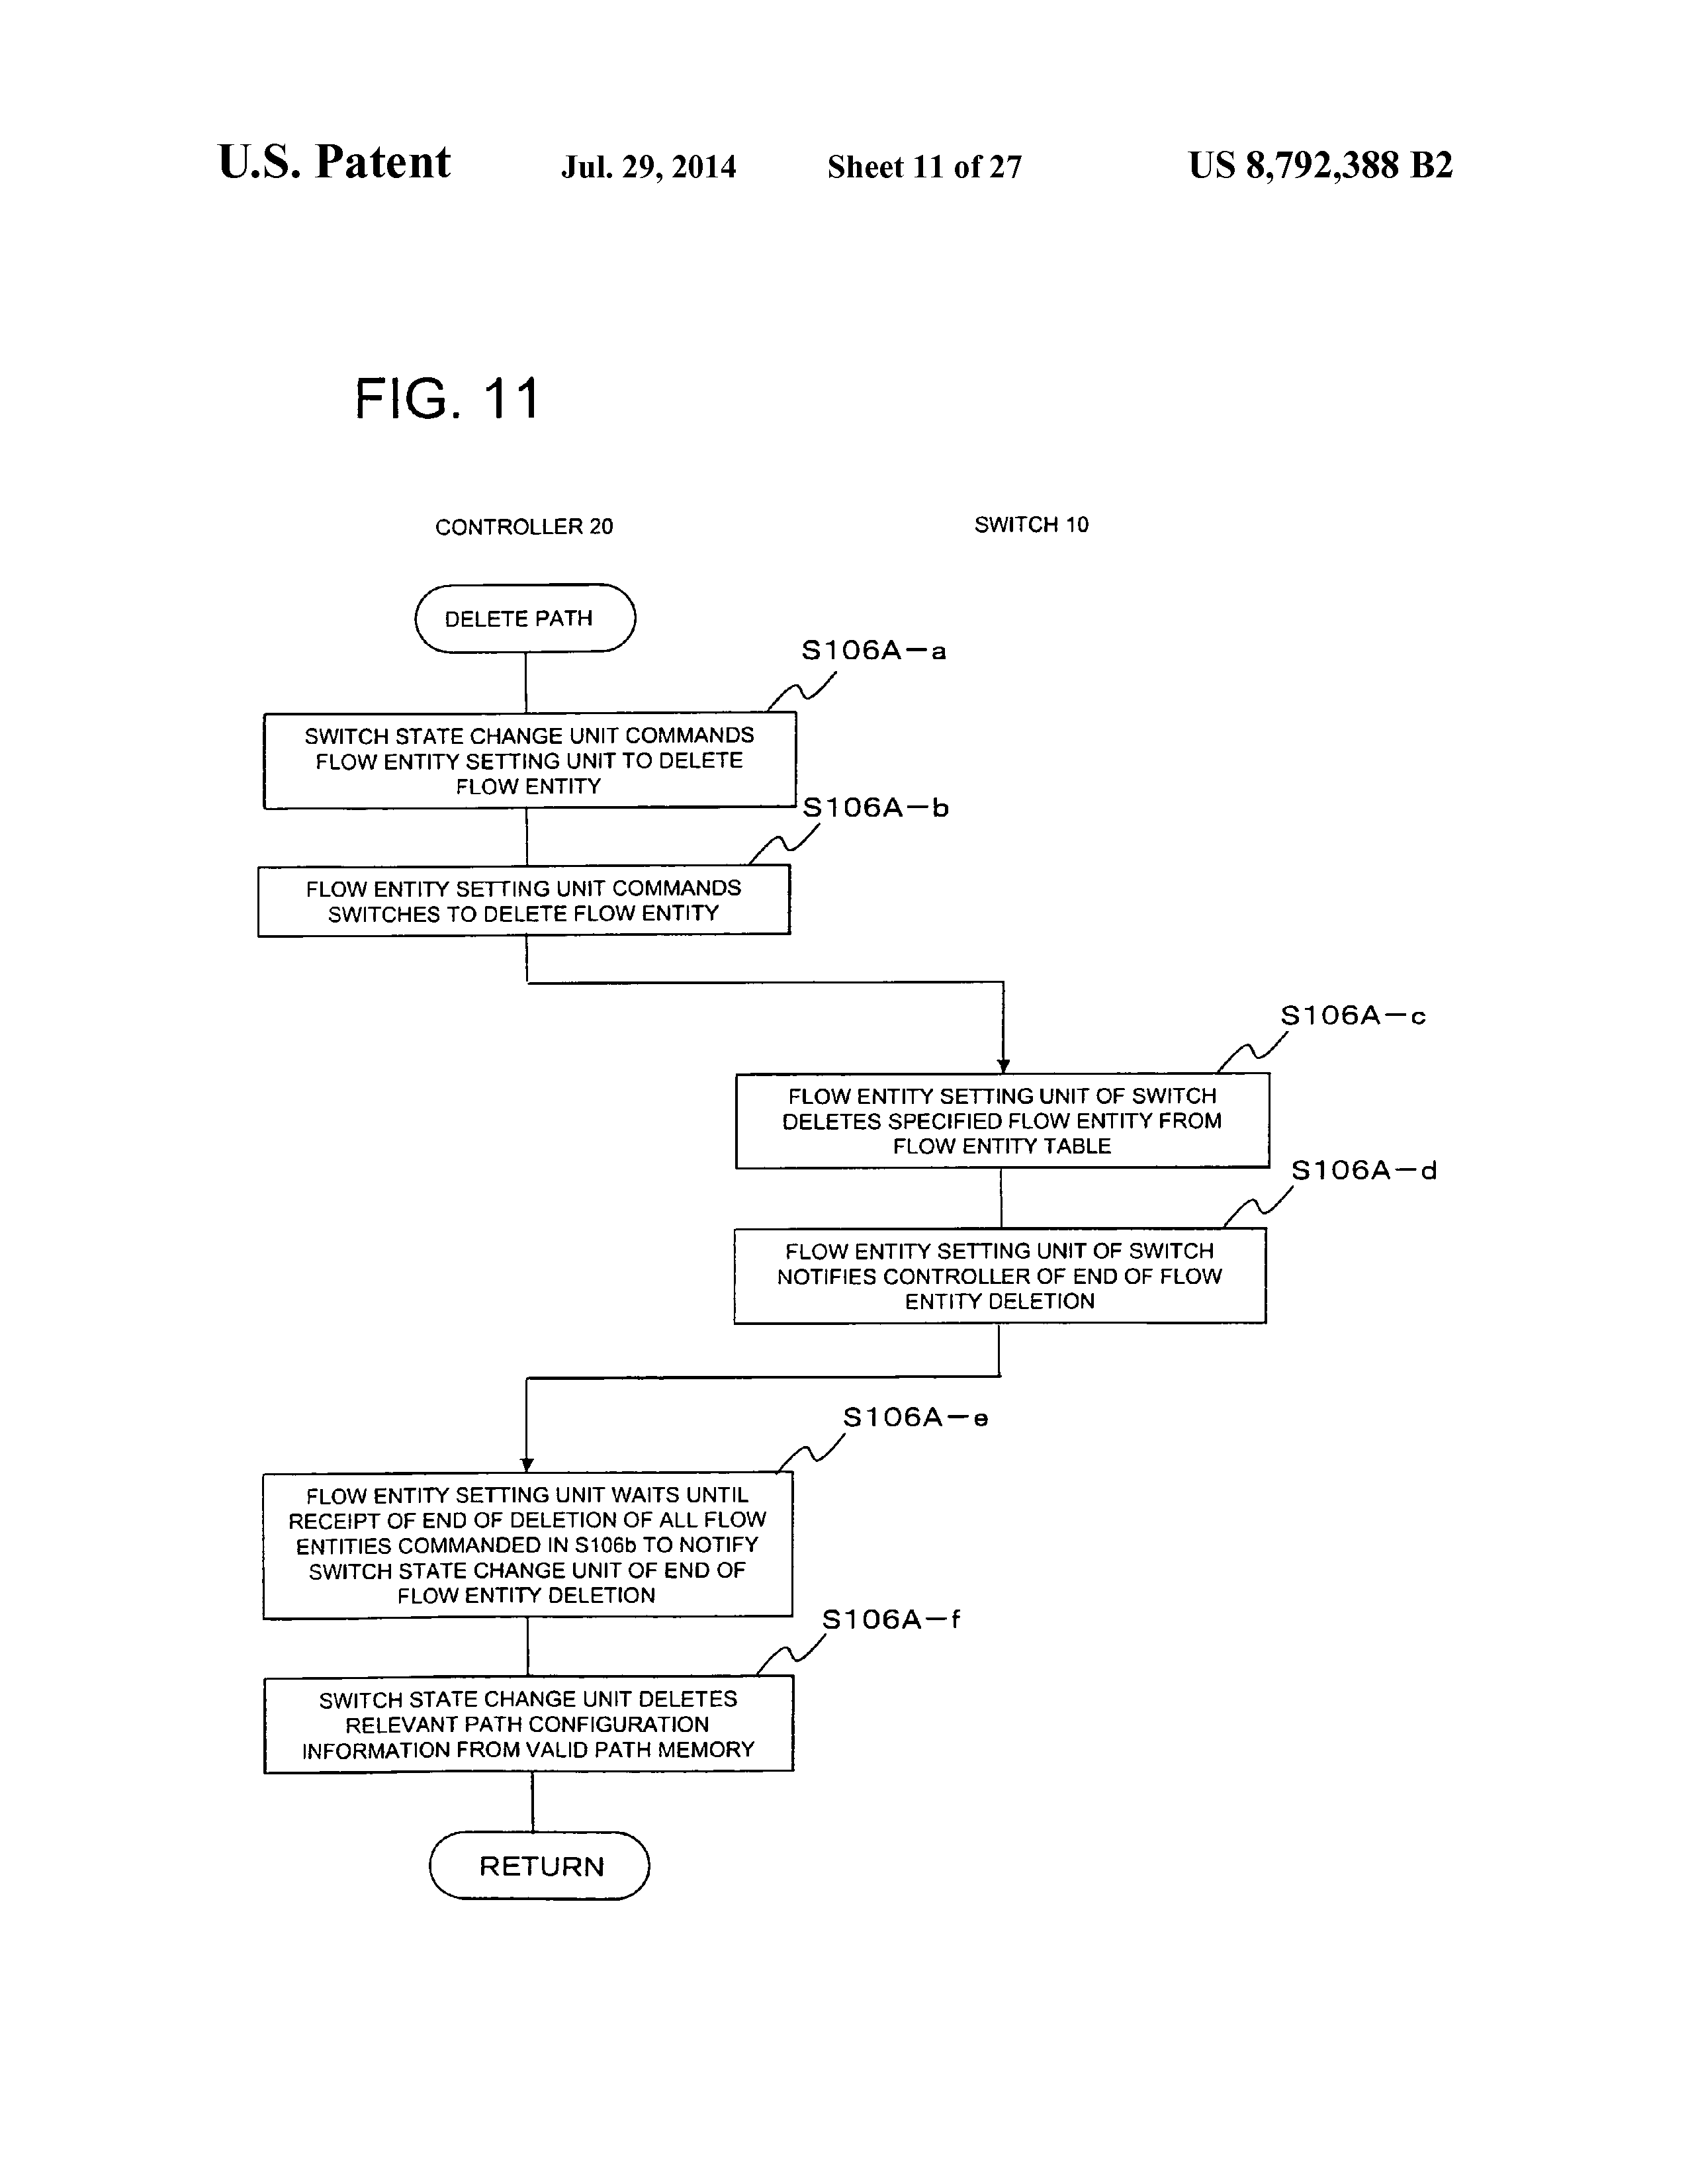 U.S. Patent Jul. 29, 2014 Sheet 11 of 27 US 8,792,388 B2
FIG. 11
CONTROLLER 20
SWITCH 10
DELETE PATH
S106A-a
SWITCH STATE CHANGE UNIT COMMANDS
FLOW ENTITY SETTING UNIT TO DELETE
FLOW ENTITY
S106A-b
FLOW ENTITY SETTING UNIT COMMANDS
SWITCHES TO DELETE FLOW ENTITY
S106A-c
FLOW ENTITY SETTING UNIT OF SWITCH
DELETES SPECIFIED FLOW ENTITY FROM
FLOW ENTITY TABLE
S106A-d
FLOW ENTITY SETTING UNIT OF SWITCH
NOTIFIES CONTROLLER OF END OF FLOW
ENTITY DELETION
S106A-e
FLOW ENTITY SETTING UNIT WAITS UNTIL
RECEIPT OF END OF DELETION OF ALL FLOW
ENTITIES COMMANDED IN S106b TO NOTIFY
SWITCH STATE CHANGE UNIT OF END OF
FLOW ENTITY DELETION
S106A-f
SWITCH STATE CHANGE UNIT DELETES
RELEVANT PATH CONFIGURATION
INFORMATION FROM VALID PATH MEMORY
RETURN